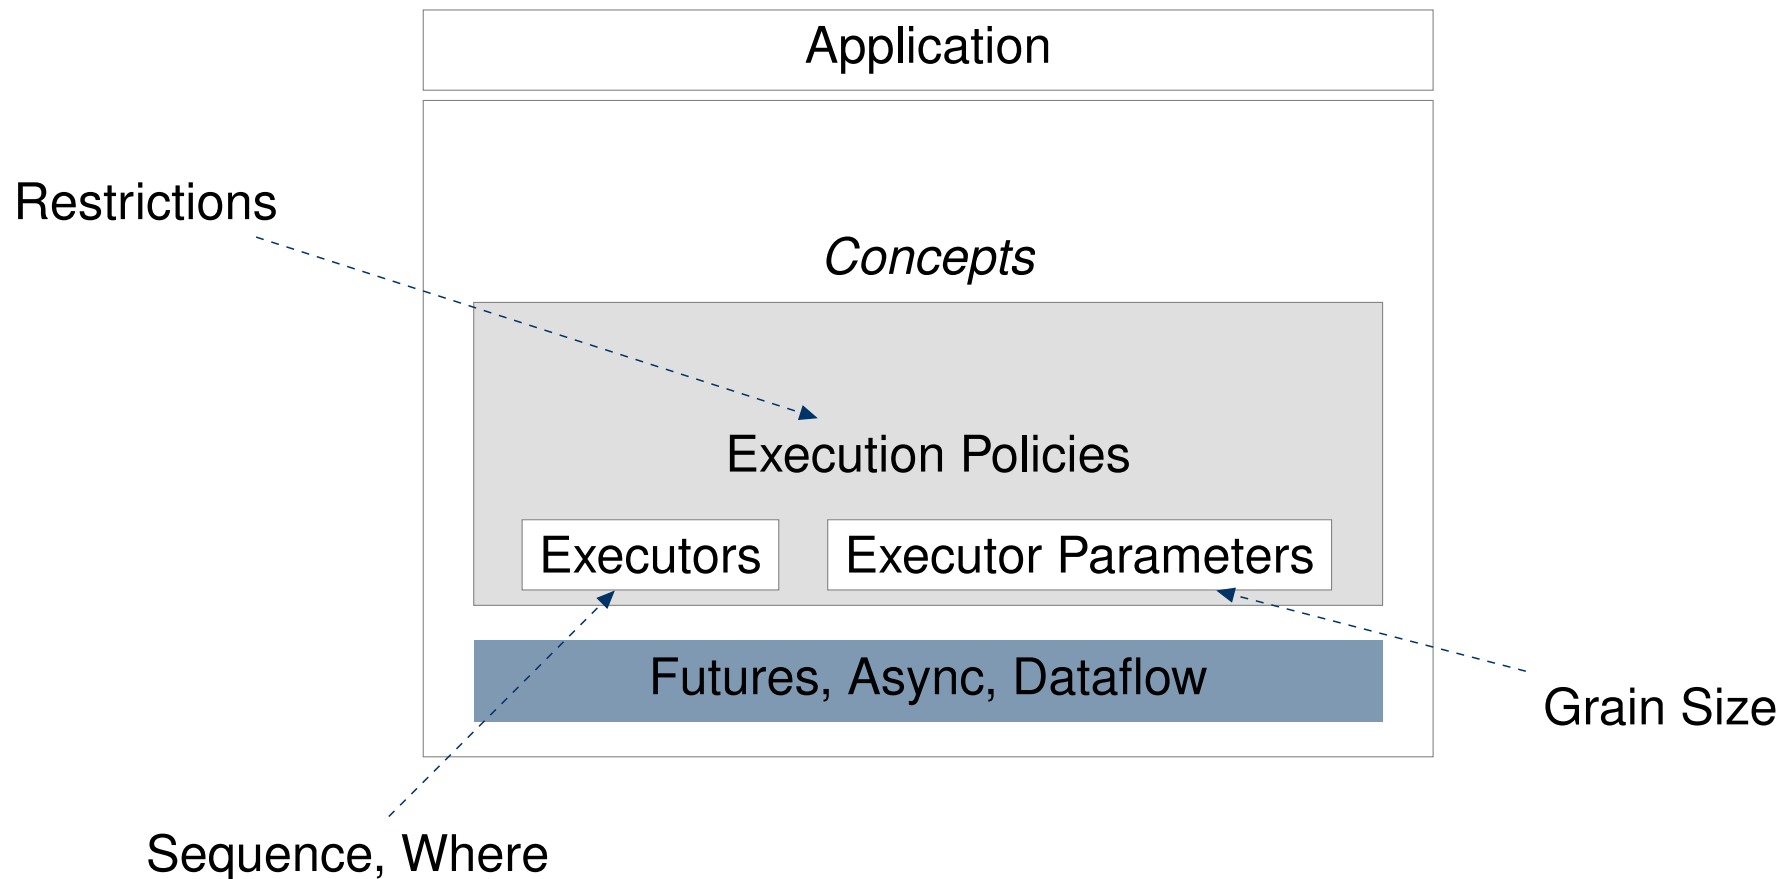 Application
Restrictions
Concepts
Execution Policies
Executors
Executor Parameters
Futures, Async, Dataflow
Grain Size
Sequence, Where